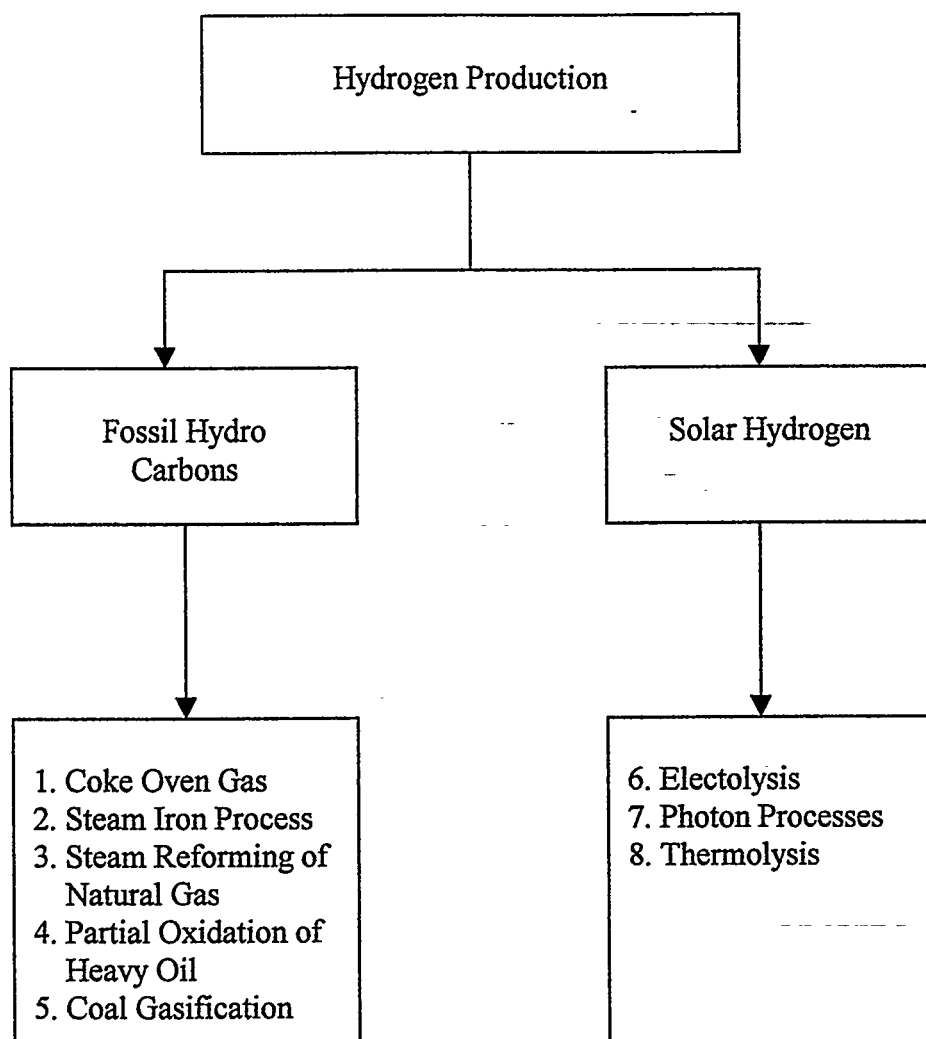 Hydrogen Production
Fossil Hydro
Carbons
Solar Hydrogen
1. Coke Oven Gas
2. Steam Iron Process
3. Steam Reforming of
Natural Gas
4. Partial Oxidation of
Heavy Oil
5. Coal Gasification
6. Electolysis
7. Photon Processes
8. Thermolysis